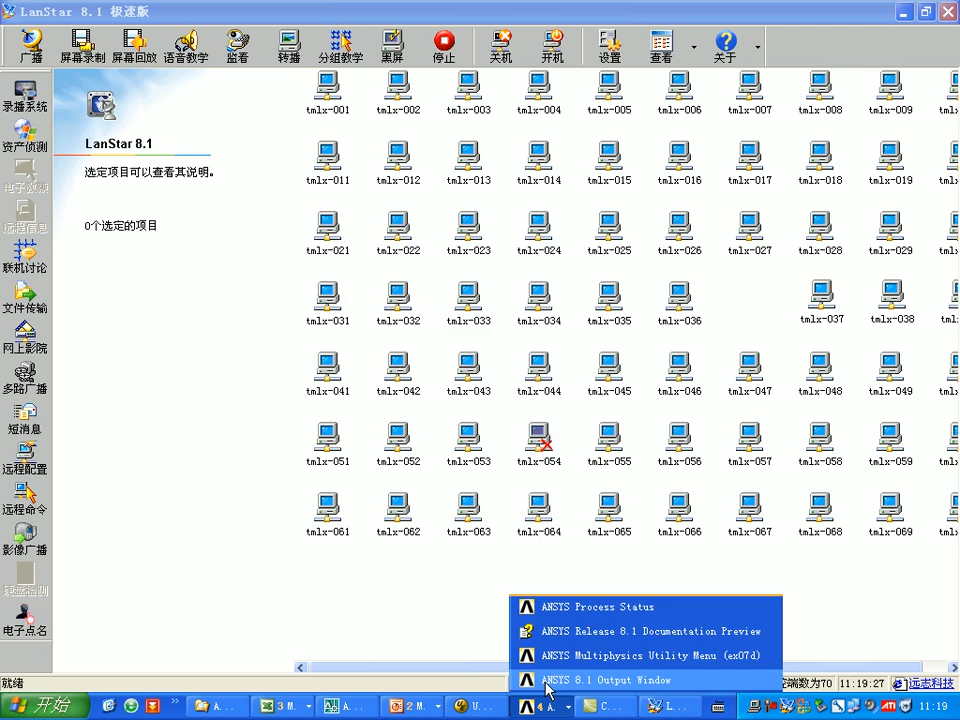 LanStar 8.1 极速版
广播 屏幕录制 屏幕回放 语音教学 监看 转播 分组教学 黑屏 停止 关机 开机 设置 查看 关于
录播系统
资产侦测
联机讨论
文件传输
网上影院
多路广播
短消息
远程配置
远程命令
影像广播
电子点名
LanStar 8.1
选定项目可以查看其说明。
0个选定的项目
tmlx-001 tmlx-002 tmlx-003 tmlx-004 tmlx-005 tmlx-006 tmlx-007 tmlx-008 tmlx-009 tmlx
tmlx-011 tmlx-012 tmlx-013 tmlx-014 tmlx-015 tmlx-016 tmlx-017 tmlx-018 tmlx-019 tmlx
tmlx-021 tmlx-022 tmlx-023 tmlx-024 tmlx-025 tmlx-026 tmlx-027 tmlx-028 tmlx-029 tmlx
tmlx-031 tmlx-032 tmlx-033 tmlx-034 tmlx-035 tmlx-036 tmlx-037 tmlx-038 tml
tmlx-041 tmlx-042 tmlx-043 tmlx-044 tmlx-045 tmlx-046 tmlx-047 tmlx-048 tmlx-049 tmlx
tmlx-051 tmlx-052 tmlx-053 tmlx-054 tmlx-055 tmlx-056 tmlx-057 tmlx-058 tmlx-059 tmlx
tmlx-061 tmlx-062 tmlx-063 tmlx-064 tmlx-065 tmlx-066 tmlx-067 tmlx-068 tmlx-069 tmlx
ANSYS Process Status
ANSYS Release 8.1 Documentation Preview
ANSYS Multiphysics Utility Menu (ex07d)
ANSYS 8.1 Output Window
就绪 端数为70 11:19:27 远志科技
开始 A... 3 M. A... 2 M. U... 4 A. C... L... 11:19